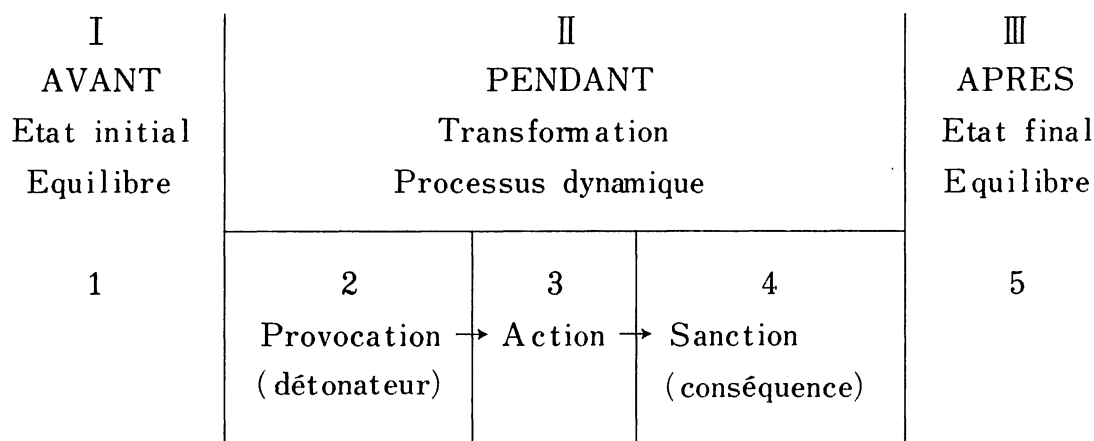 I II III
AVANT PENDANT APRES
Etat initial Transformation Etat final
Equilibre Processus dynamique Equilibre
1 2 3 4 5
Provocation → Action → Sanction
(détonateur) (conséquence)